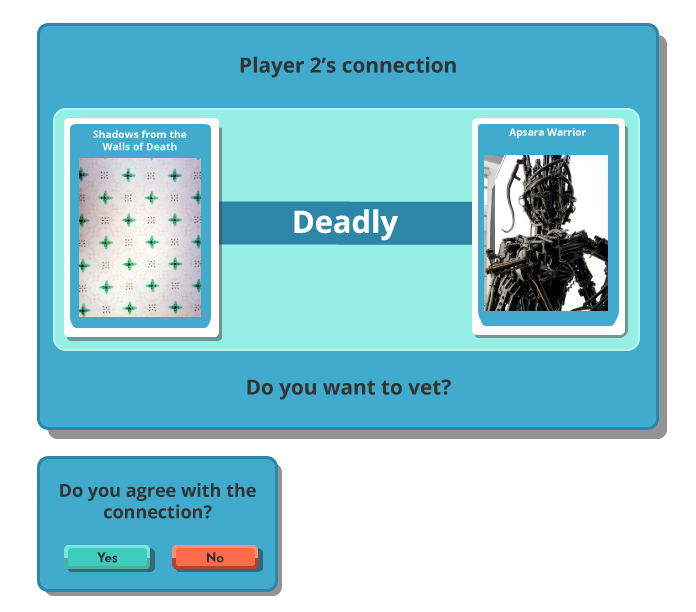 Player 2’s connection
Shadows from the
Walls of Death
Deadly
Apsara Warrior
Do you want to vet?
Do you agree with the
connection?
Yes
No